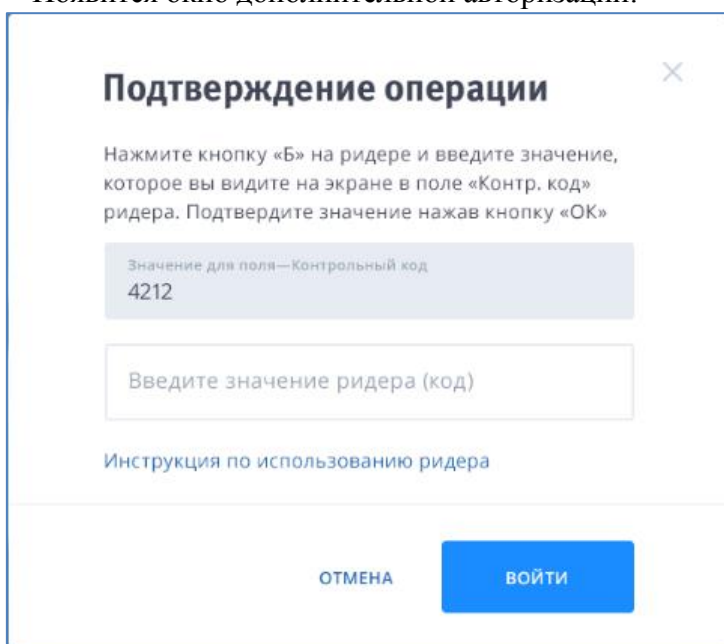 Появится окно дополнительной авторизации:
Подтверждение операции
Нажмите кнопку «Б» на ридере и введите значение,
которое вы видите на экране в поле «Контр. код»
ридера. Подтвердите значение нажав кнопку «ОК»
Значение для поля—Контрольный код
4212
Введите значение ридера (код)
Инструкция по использованию ридера
ОТМЕНА ВОЙТИ